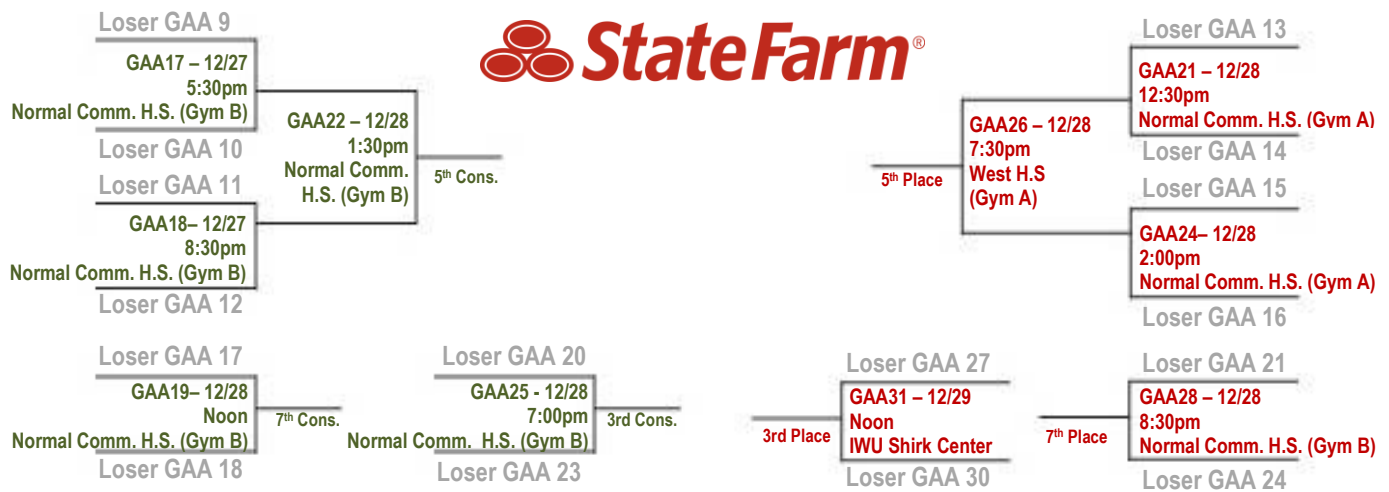 Loser GAA 9
GAA17 – 12/27
5:30pm
Normal Comm. H.S. (Gym B)
Loser GAA 10
Loser GAA 11
GAA18– 12/27
8:30pm
Normal Comm. H.S. (Gym B)
Loser GAA 12
GAA22 – 12/28
1:30pm
Normal Comm.
H.S. (Gym B)
5th Cons.
StateFarm®
Loser GAA 13
GAA21 – 12/28
12:30pm
Normal Comm. H.S. (Gym A)
Loser GAA 14
GAA26 – 12/28
7:30pm
West H.S
(Gym A)
5th Place
Loser GAA 15
GAA24– 12/28
2:00pm
Normal Comm. H.S. (Gym A)
Loser GAA 16
Loser GAA 17
GAA19– 12/28
Noon
Normal Comm. H.S. (Gym B)
Loser GAA 18
7th Cons.
Loser GAA 20
GAA25 - 12/28
7:00pm
Normal Comm. H.S. (Gym B)
Loser GAA 23
3rd Cons.
Loser GAA 27
GAA31 – 12/29
Noon
IWU Shirk Center
Loser GAA 30
3rd Place
Loser GAA 21
GAA28 – 12/28
8:30pm
Normal Comm. H.S. (Gym B)
Loser GAA 24
7th Place